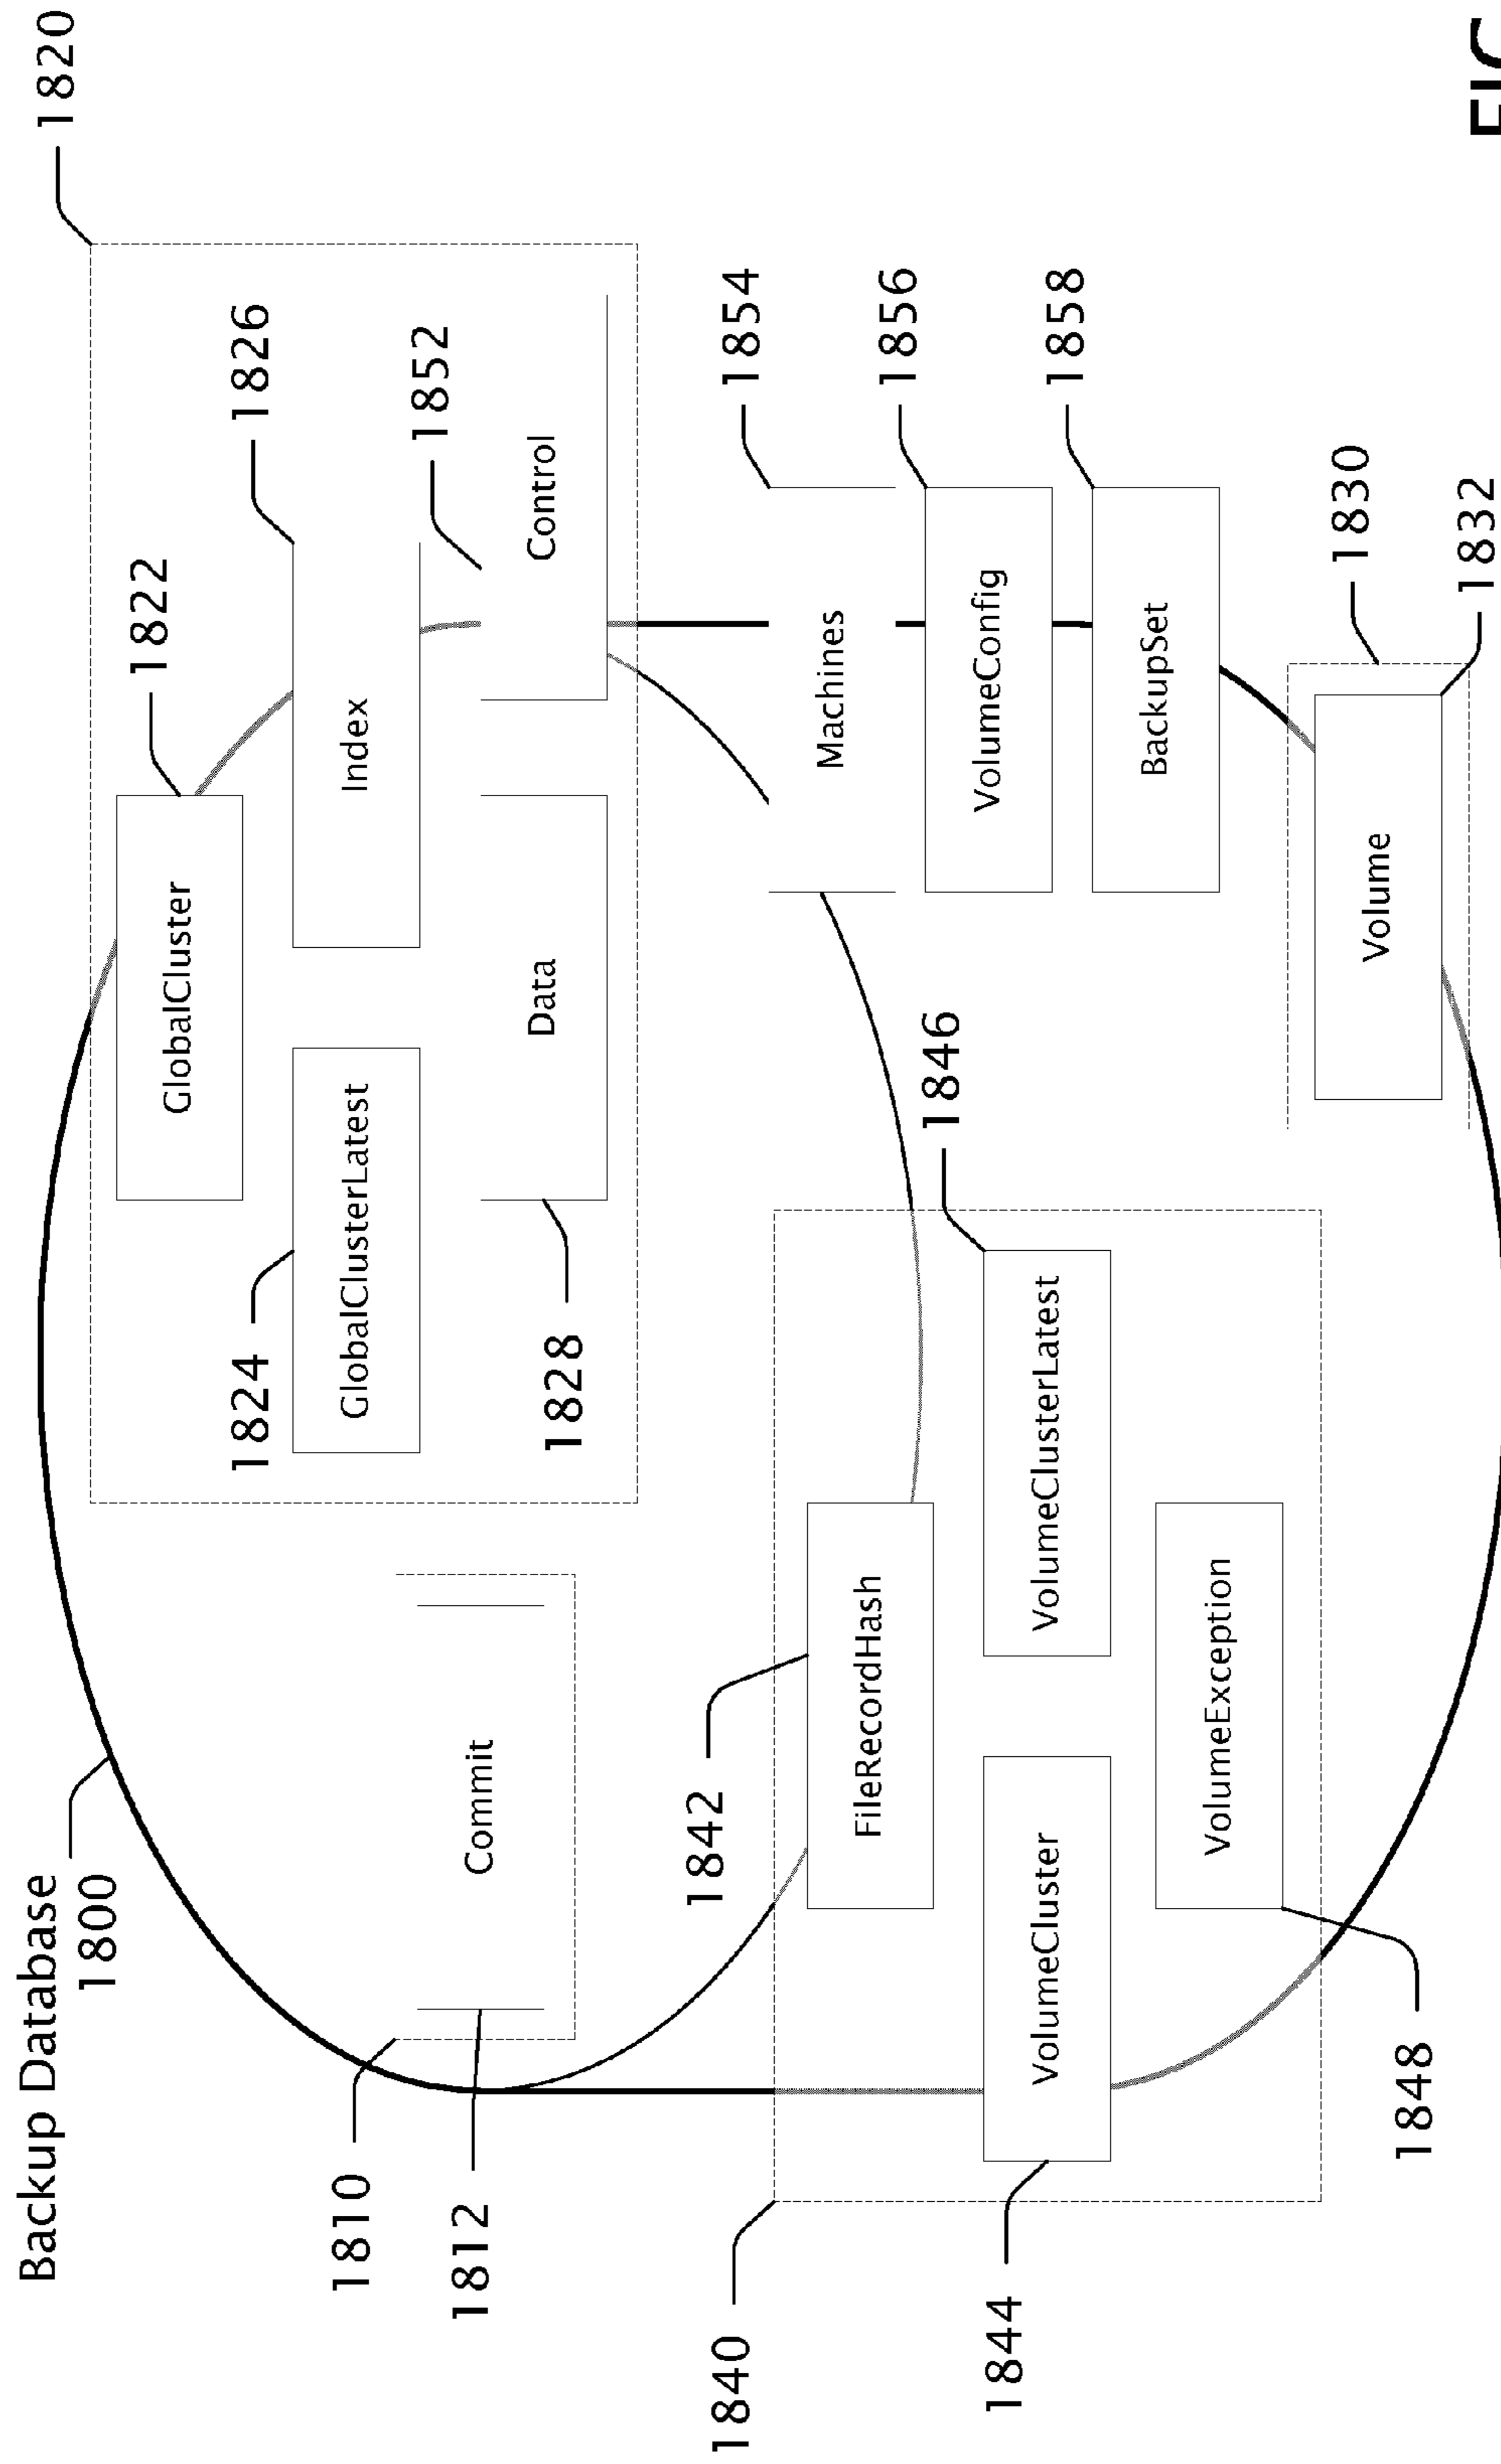 Backup Database
1820
1800
1822
GlobalCluster
1824
1826
1810
GlobalClusterLatest
Index
1852
1812
Commit
Data
Control
1828
1842
1840
1854
Machines
FileRecordHash
1856
1846
VolumeConfig
1844
VolumeCluster
VolumeClusterLatest
1858
BackupSet
VolumeException
1830
Volume
1848
1832